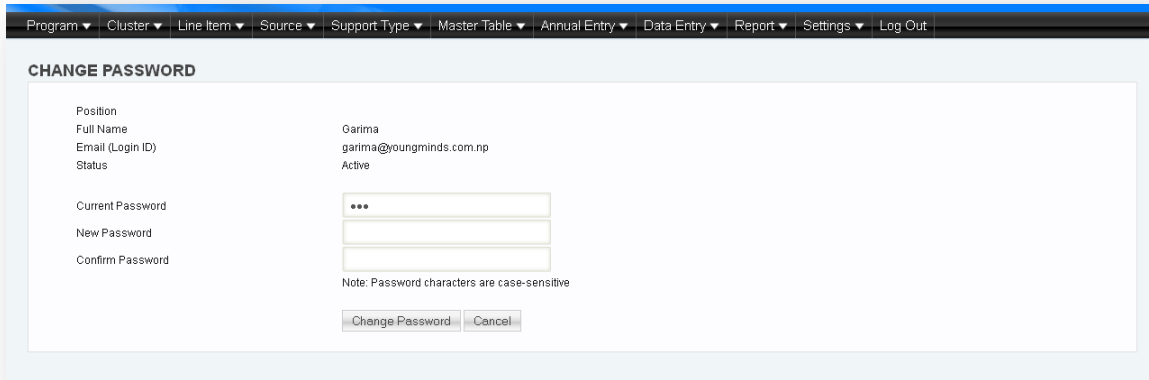 Program ▼ Cluster ▼ Line Item ▼ Source ▼ Support Type ▼ Master Table ▼ Annual Entry ▼ Data Entry ▼ Report ▼ Settings ▼ Log Out
CHANGE PASSWORD
Position
Full Name Garima
Email (Login ID) garima@youngminds.com.np
Status Active
Current Password •••
New Password
Confirm Password
Note: Password characters are case-sensitive
Change Password Cancel